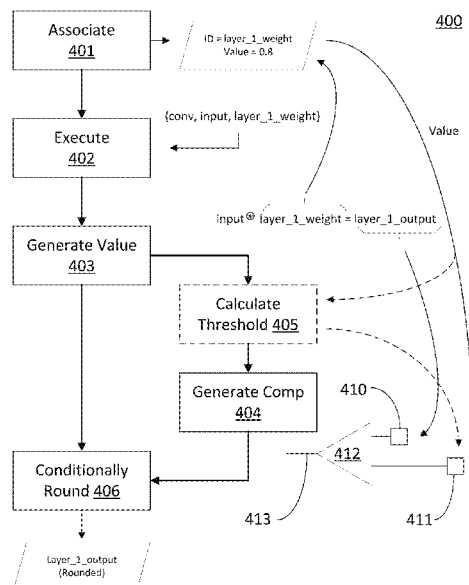 400
Associate
401
ID = layer_1_weight
Value = 0.8
Value
{conv, input, layer_1_weight}
Execute
402
input ⊛ layer_1_weight = layer_1_output
Generate Value
403
Calculate
Threshold 405
Generate Comp
404
410
412
Conditionally
Round 406
413
411
Layer_1_output
(Rounded)